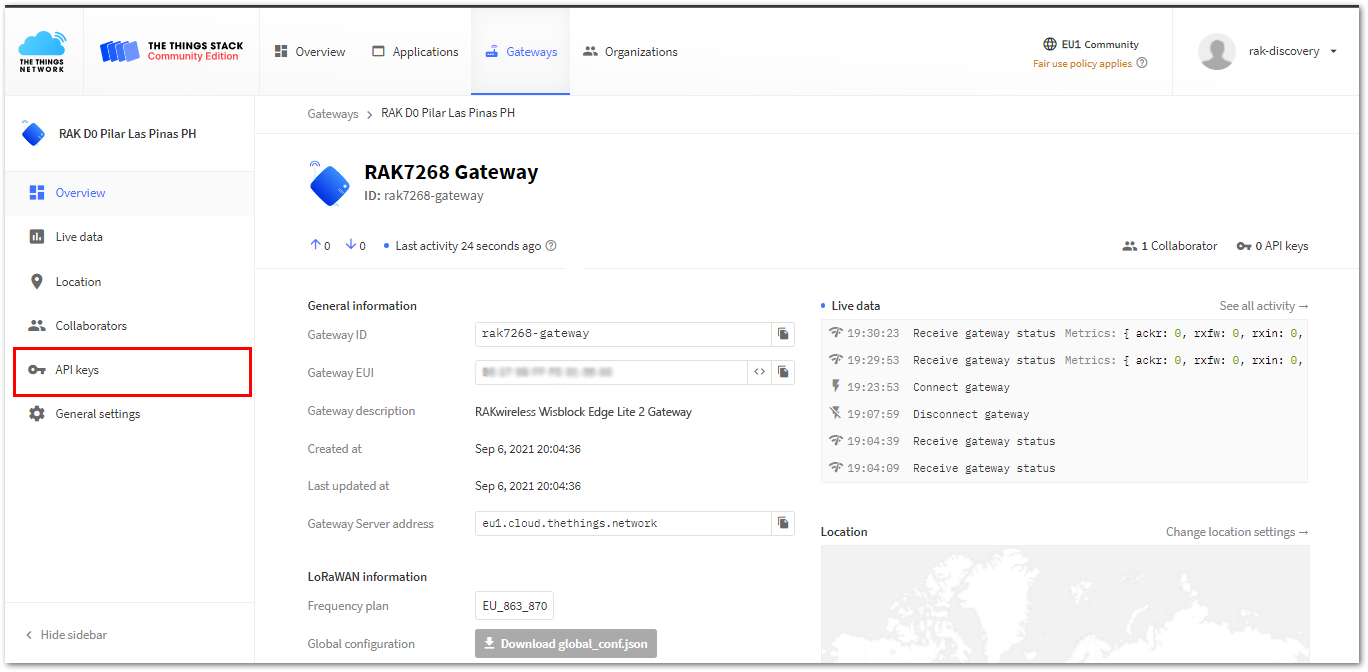 THE THINGS NETWORK
THE THINGS STACK
Community Edition
Overview
Applications
Gateways
Organizations
EU1 Community
Fair use policy applies
rak-discovery
RAK D0 Pilar Las Pinas PH
Overview
Live data
Location
Collaborators
API keys
General settings
Hide sidebar
Gateways > RAK D0 Pilar Las Pinas PH
RAK7268 Gateway
ID: rak7268-gateway
0 0 Last activity 24 seconds ago
1 Collaborator 0 API keys
General information
Gateway ID rak7268-gateway
Gateway EUI
Gateway description RAKwireless Wisblock Edge Lite 2 Gateway
Created at Sep 6, 2021 20:04:36
Last updated at Sep 6, 2021 20:04:36
Gateway Server address eu1.cloud.thethings.network
LoRaWAN information
Frequency plan EU_863_870
Global configuration Download global_conf.json
Live data See all activity →
19:30:23 Receive gateway status Metrics: { ackr: 0, rxfw: 0, rxin: 0,
19:29:53 Receive gateway status Metrics: { ackr: 0, rxfw: 0, rxin: 0,
19:23:53 Connect gateway
19:07:59 Disconnect gateway
19:04:39 Receive gateway status
19:04:09 Receive gateway status
Location Change location settings →